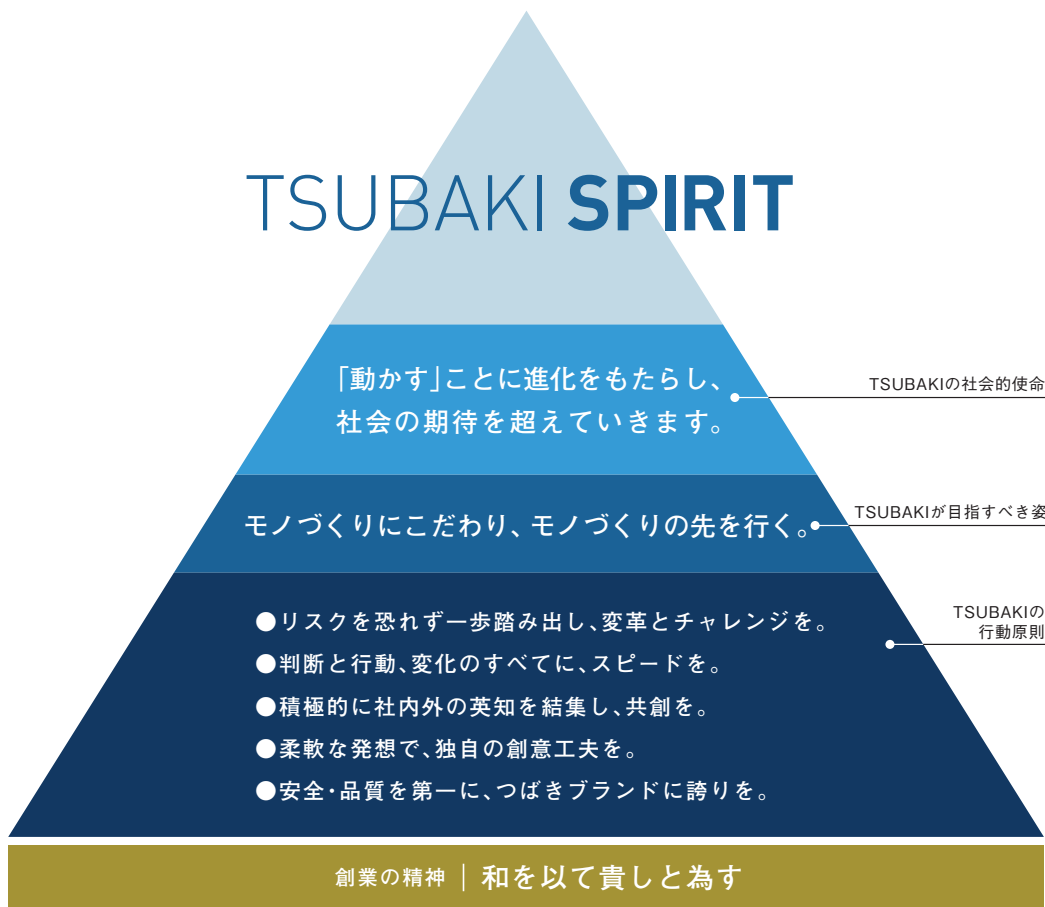 TSUBAKI SPIRIT
「動かす」ことに進化をもたらし、
社会の期待を超えていきます。
TSUBAKIの社会的使命
モノづくりにこだわり、モノづくりの先を行く。
TSUBAKIが目指すべき姿
●リスクを恐れず一歩踏み出し、変革とチャレンジを。
●判断と行動、変化のすべてに、スピードを。
●積極的に社内外の英知を結集し、共創を。
●柔軟な発想で、独自の創意工夫を。
●安全・品質を第一に、つばきブランドに誇りを。
TSUBAKIの
行動原則
創業の精神｜和を以て貴しと為す